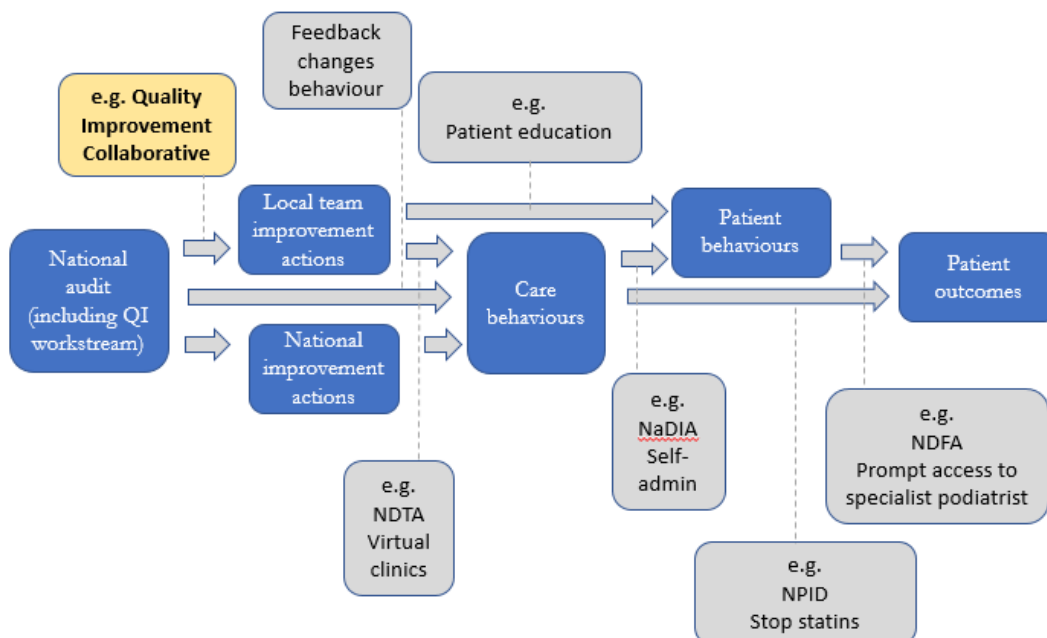 Feedback
changes
behaviour
e.g. Quality
Improvement
Collaborative
e.g.
Patient education
Local team
improvement
actions
Patient
behaviours
National
audit
(including QI
workstream)
Care
behaviours
Patient
outcomes
National
improvement
actions
e.g.
NDTA
Virtual
clinics
e.g.
NaDIA
Self-
admin
e.g.
NDFA
Prompt access to
specialist podiatrist
e.g.
NPID
Stop statins